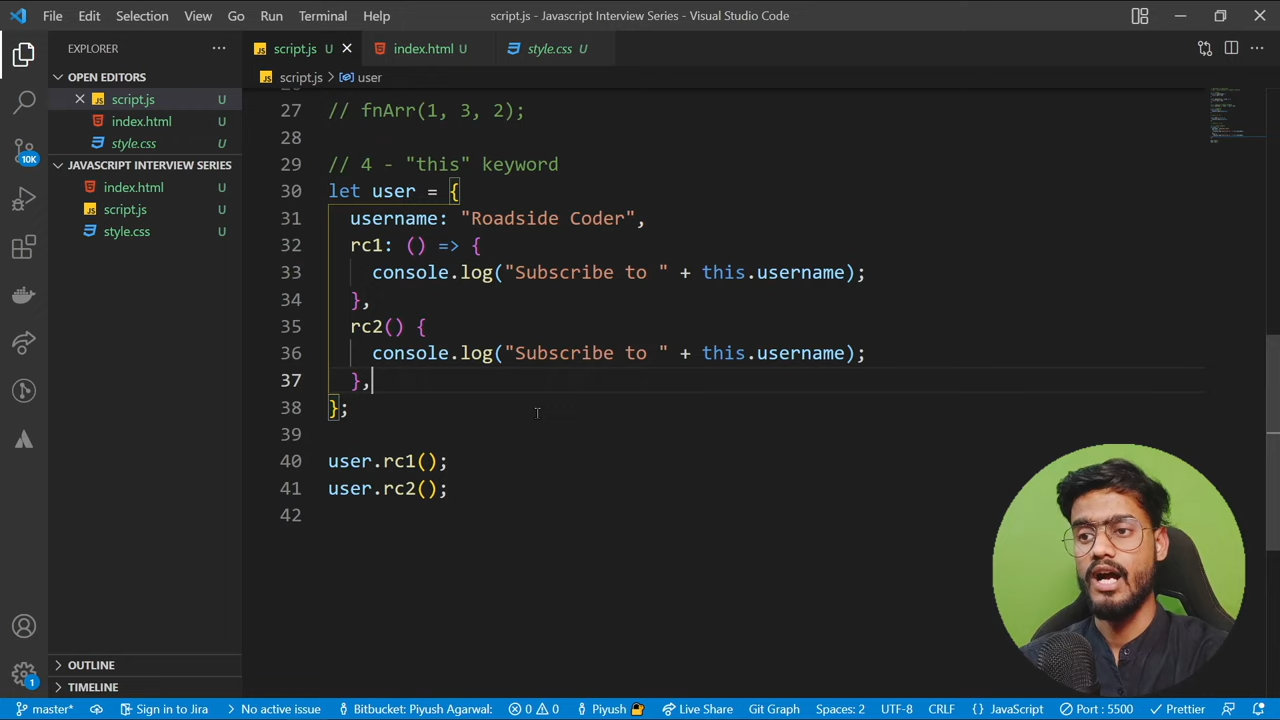 File Edit Selection View Go Run Terminal Help
script.js - Javascript Interview Series - Visual Studio Code
EXPLORER
OPEN EDITORS
script.js U
index.html U
style.css U
JAVASCRIPT INTERVIEW SERIES
index.html U
script.js U
style.css U
10K
1
OUTLINE
TIMELINE
script.js U
index.html U
style.css U
script.js > user
27 // fnArr(1, 3, 2);
28
29 // 4 - "this" keyword
30 let user = {
31 username: "Roadside Coder",
32 rc1: () => {
33 console.log("Subscribe to " + this.username);
34 },
35 rc2() {
36 console.log("Subscribe to " + this.username);
37 },
38 };
39
40 user.rc1();
41 user.rc2();
42
master* Sign in to Jira No active issue Bitbucket: Piyush Agarwal: 0 0 Piyush Live Share Git Graph Spaces: 2 UTF-8 CRLF {} JavaScript Port : 5500 Prettier